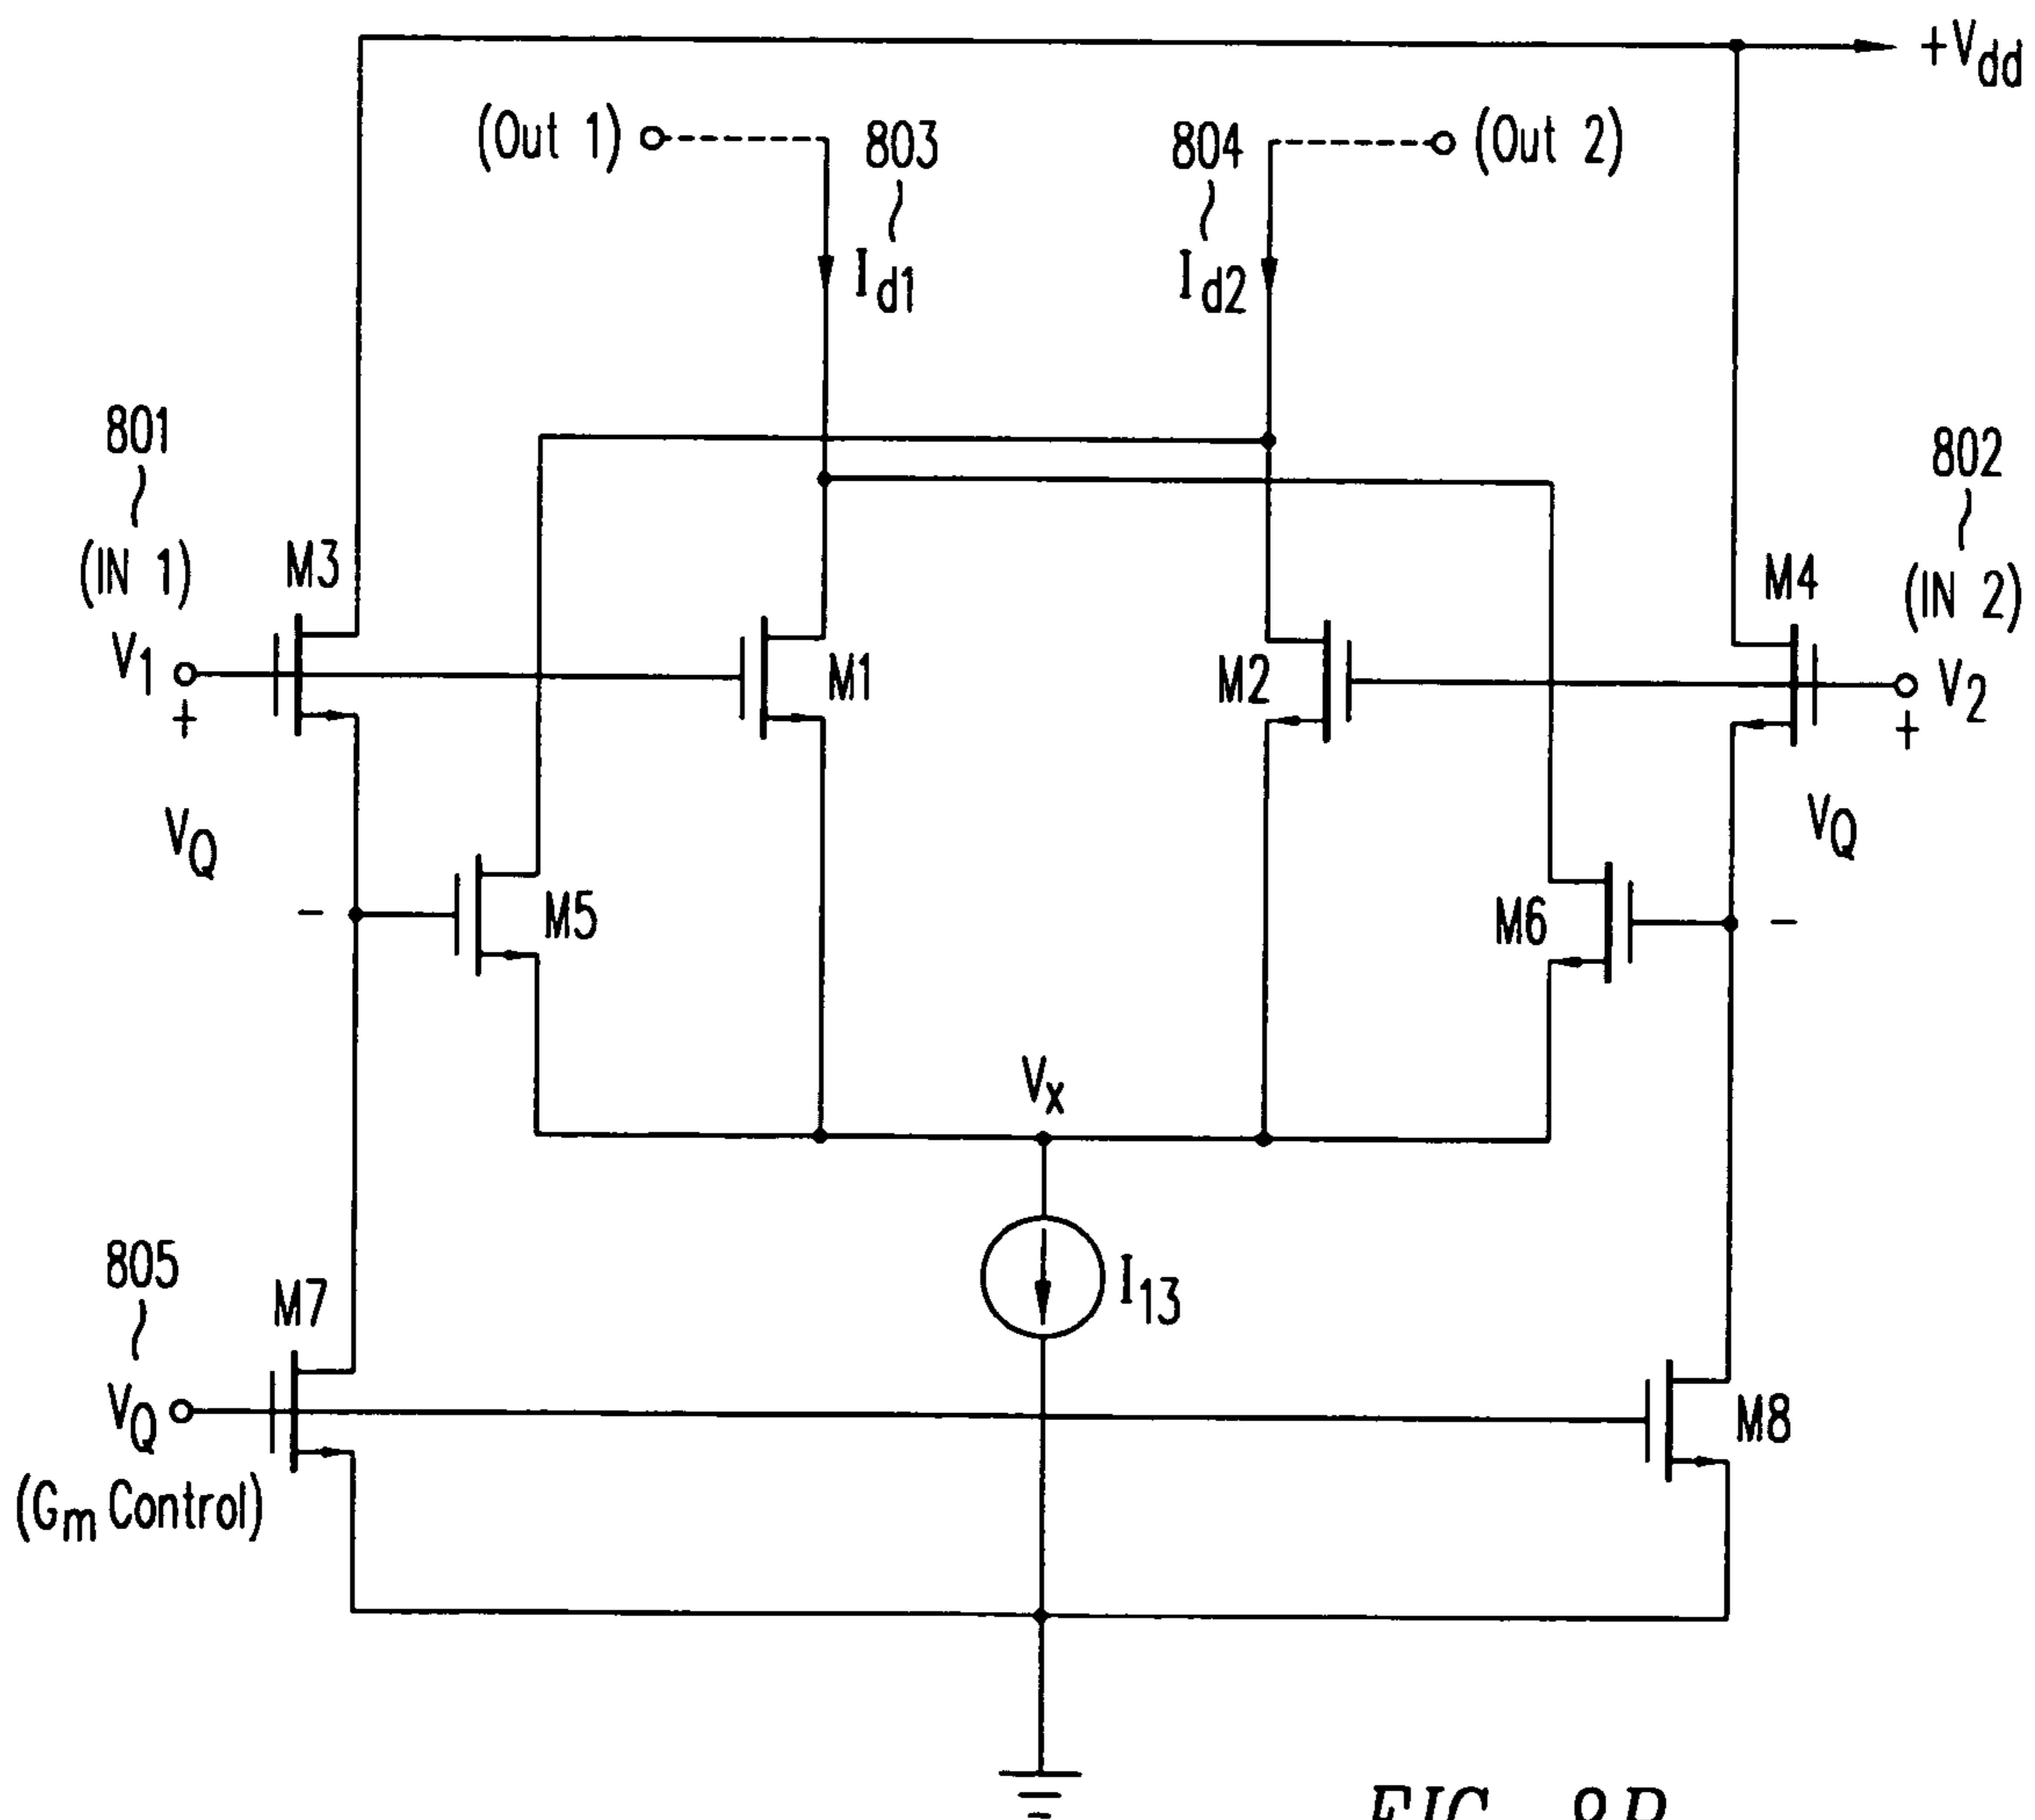 +Vdd
(Out 1)
803
804
(Out 2)
Id1
Id2
801
802
(IN 1)
M3
M4
(IN 2)
V1
M1
M2
V2
+
+
VQ
VQ
M5
M6
−
−
Vx
805
M7
I13
VQ
M8
(Gm Control)